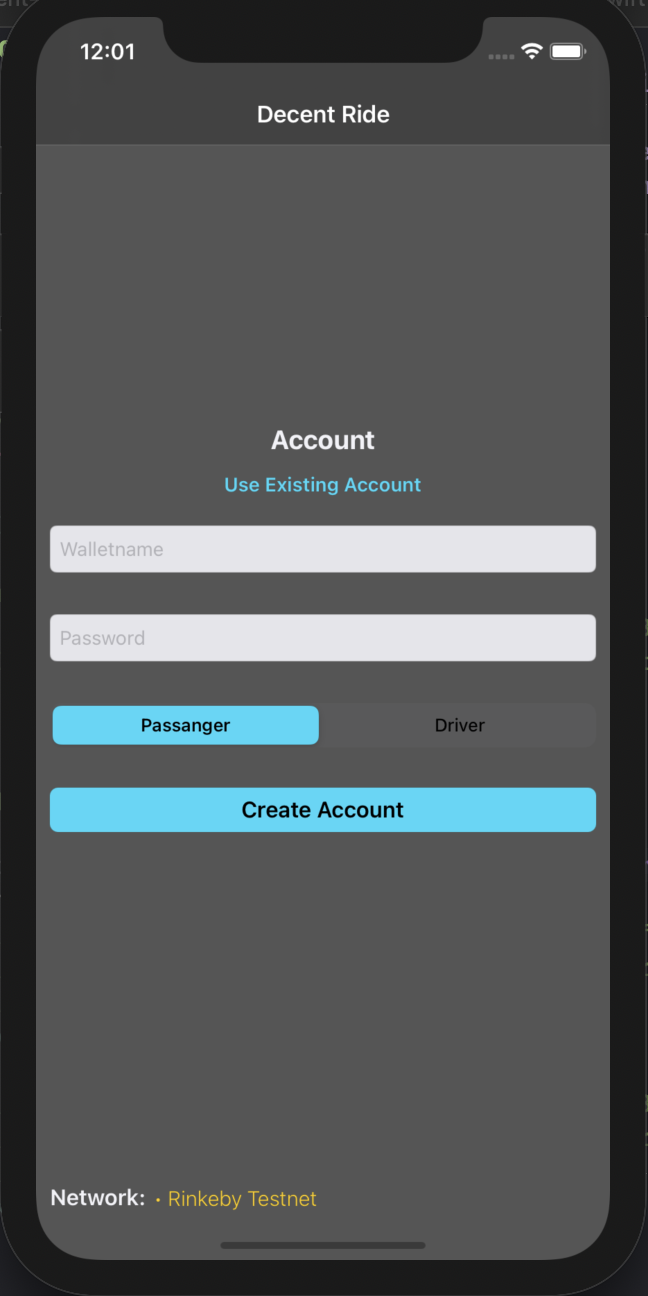 12:01
Decent Ride
Account
Use Existing Account
Walletname
Password
Passanger Driver
Create Account
Network: • Rinkeby Testnet